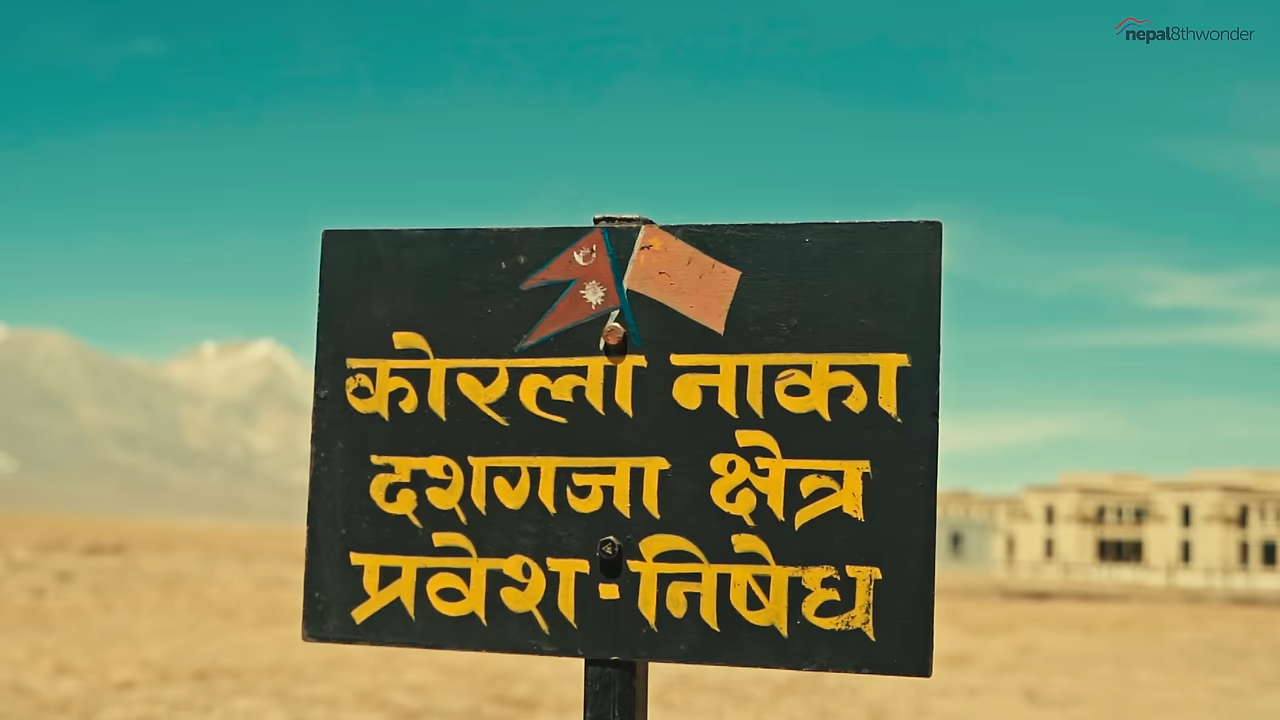 nepal8thwonder
कोरला नाका
दशगजा क्षेत्र
प्रवेश-निषेध